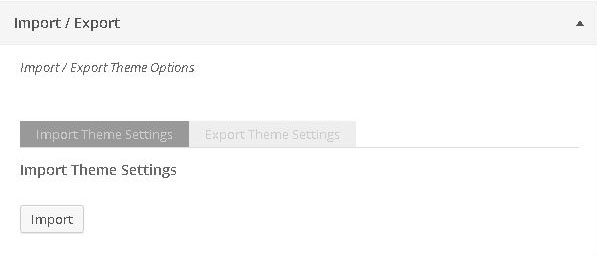 Import / Export
Import / Export Theme Options
Import Theme Settings Export Theme Settings
Import Theme Settings
Import